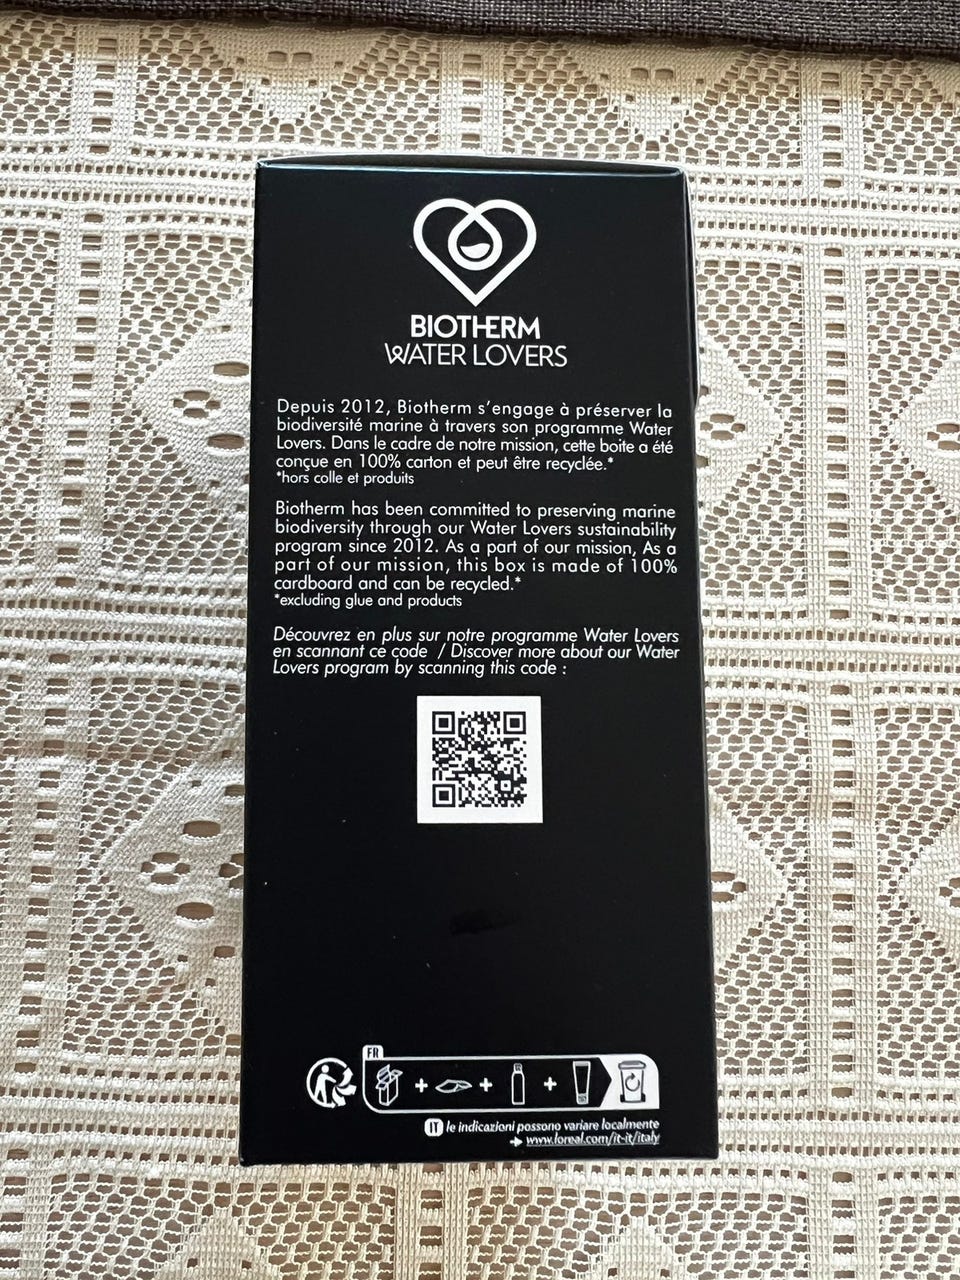 BIOTHERM
WATER LOVERS
Depuis 2012, Biotherm s'engage à préserver la
biodiversité marine à travers son programme Water
Lovers. Dans le cadre de notre mission, cette boite a été
conçue en 100% carton et peut être recyclée.*
*hors colle et produits
Biotherm has been committed to preserving marine
biodiversity through our Water Lovers sustainability
program since 2012. As a part of our mission, As a
part of our mission, this box is made of 100%
cardboard and can be recycled.*
*excluding glue and products
Découvrez en plus sur notre programme Water Lovers
en scannant ce code / Discover more about our Water
Lovers program by scanning this code :
FR
+ + +
IT le indicazioni possono variare localmente
www.loreal.com/it-it/italy